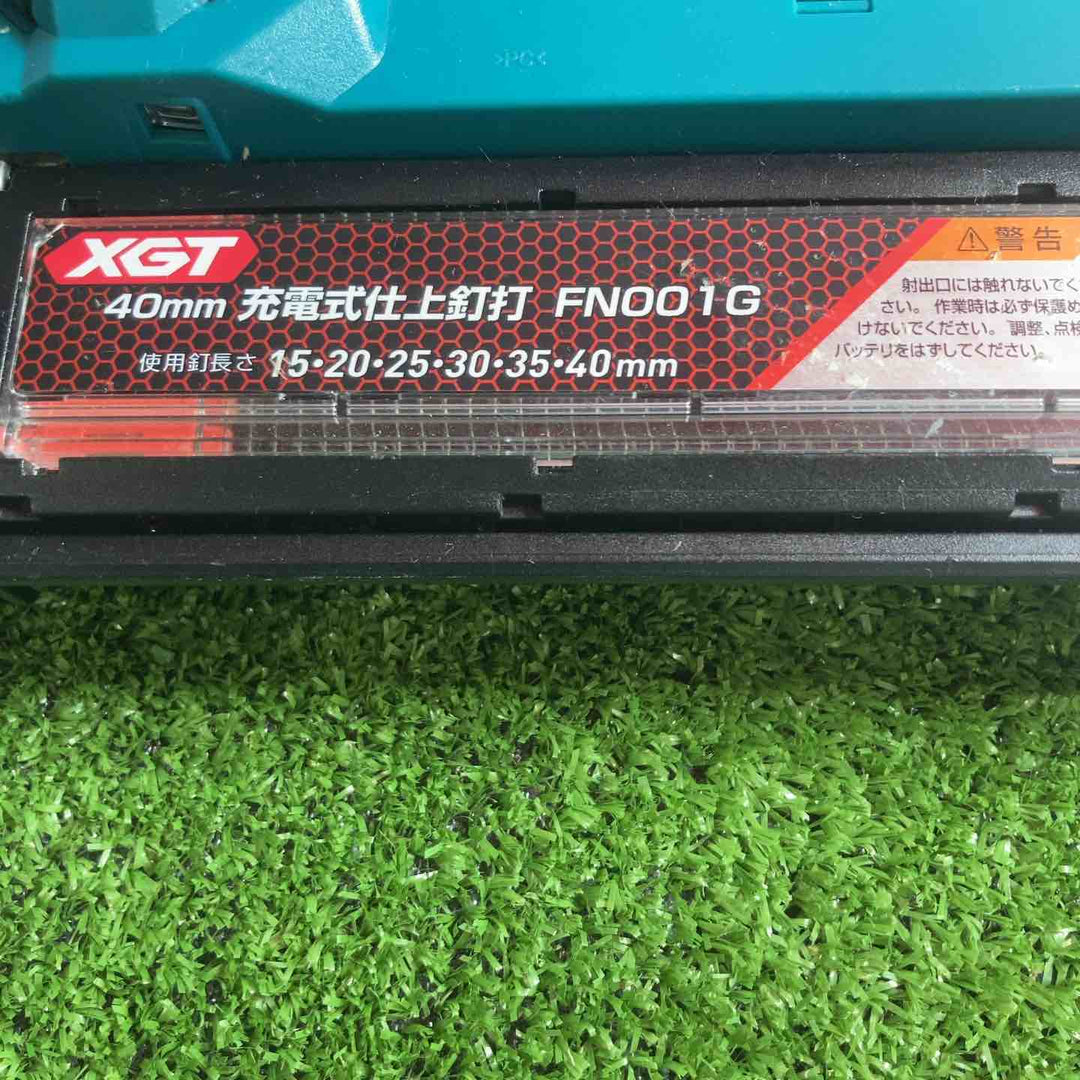 >PC<
XGT
40mm 充電式仕上釘打 FN001G
使用釘長さ 15・20・25・30・35・40mm
⚠警告
射出口には触れないでく
さい。作業時は必ず保護め
けないでください。調整、点検
バッテリをはずしてください。